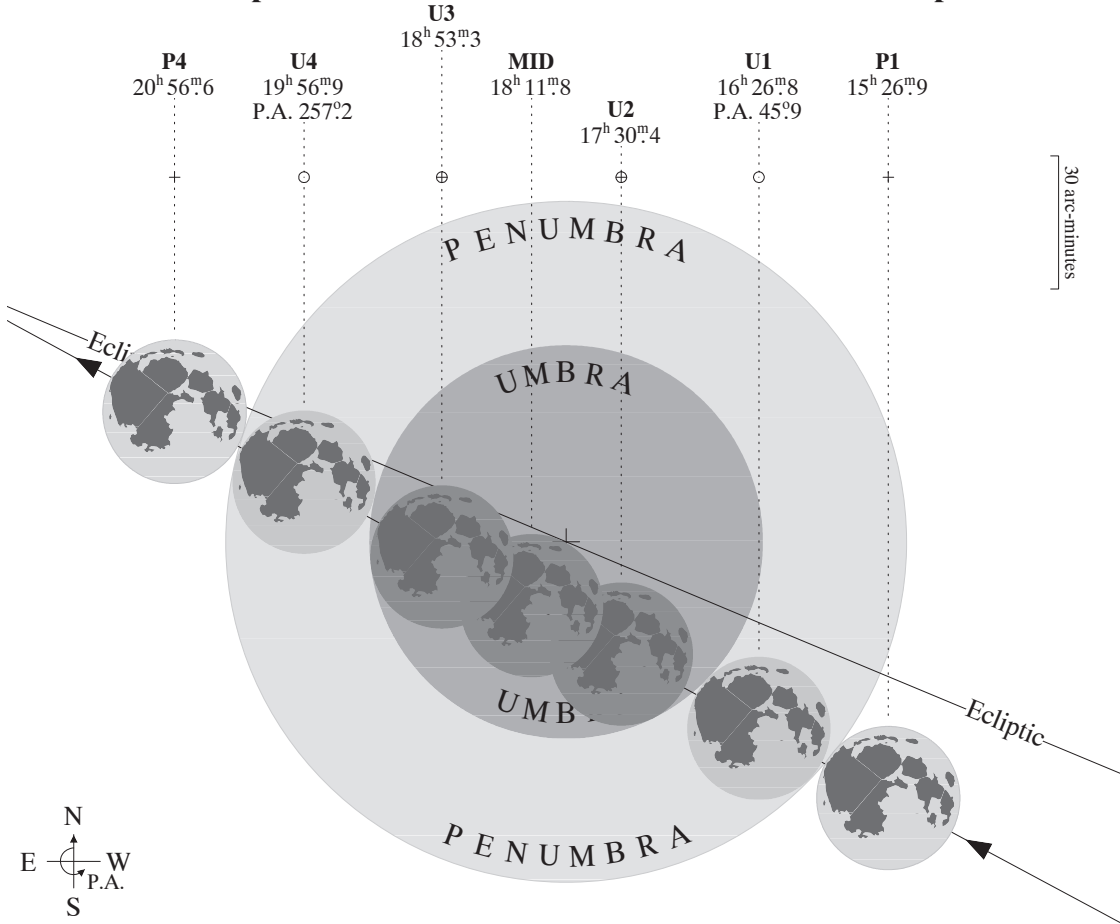 U3
18ʰ 53ᵐ.3
P4
20ʰ 56ᵐ.6
U4
19ʰ 56ᵐ.9
P.A. 257°.2
MID
18ʰ 11ᵐ.8
U2
17ʰ 30ᵐ.4
U1
16ʰ 26ᵐ.8
P.A. 45°.9
P1
15ʰ 26ᵐ.9
30 arc-minutes
PENUMBRA
UMBRA
Ecli
UMB
Ecliptic
PENUMBRA
N
E W
P.A.
S